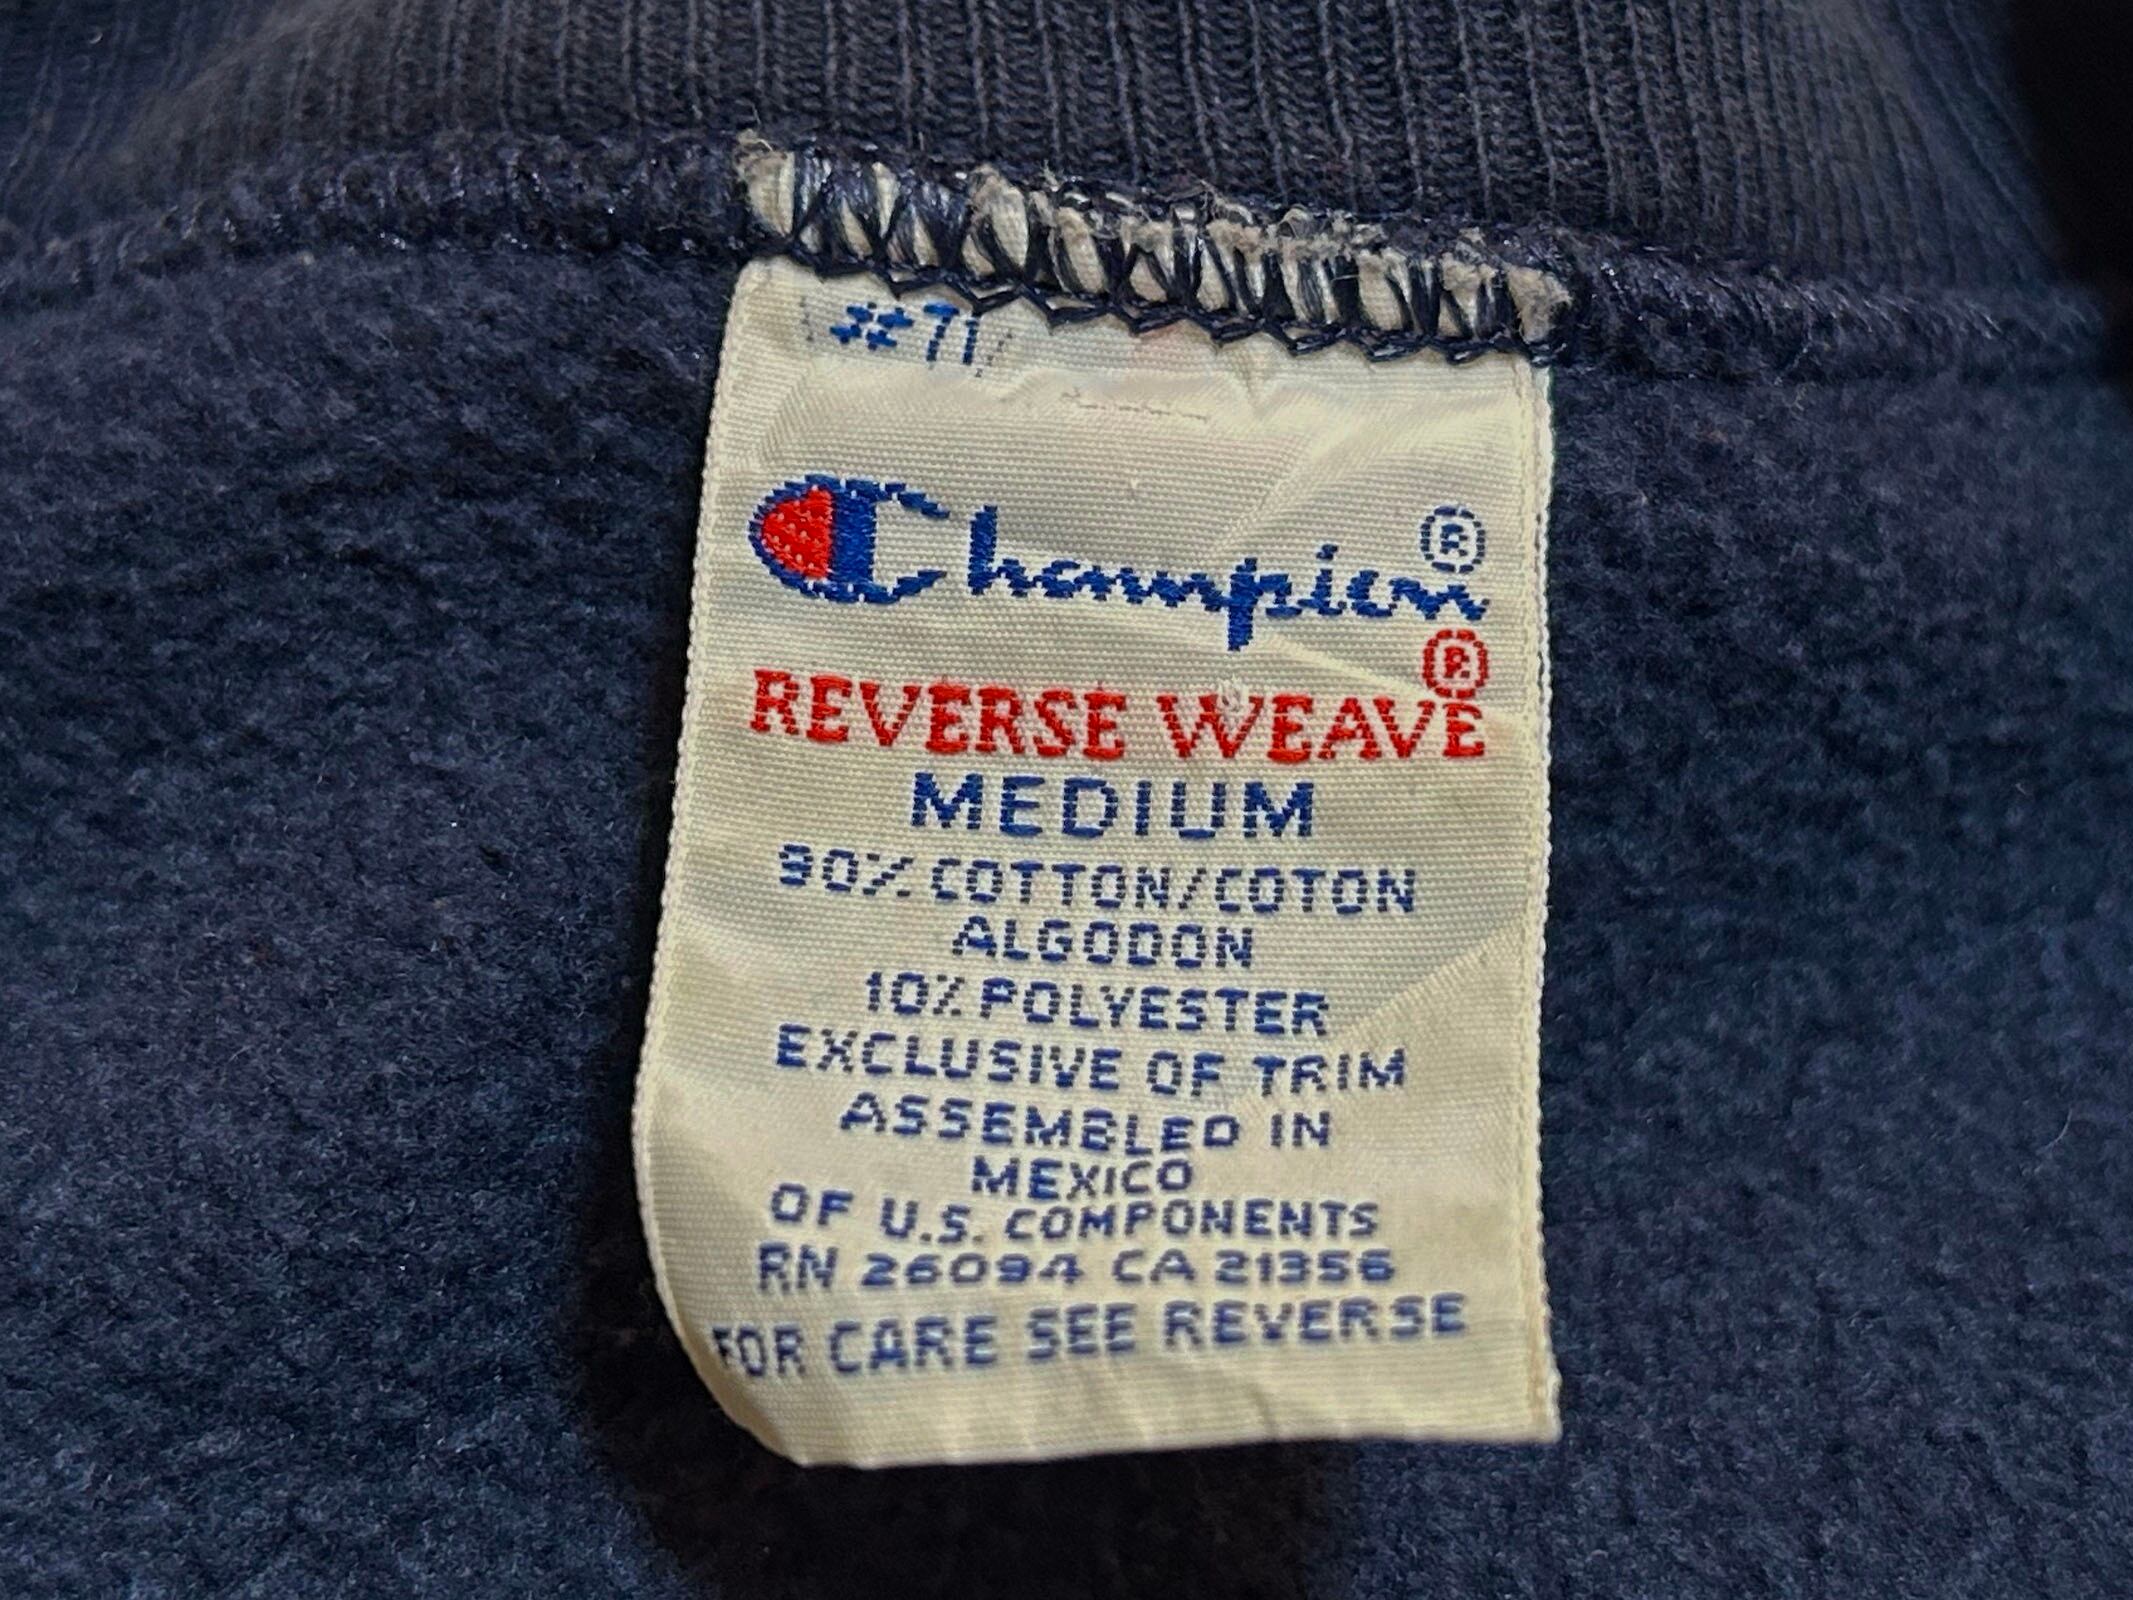 #71
Champion®
REVERSE WEAVE®
MEDIUM
90% COTTON/COTON
ALGODON
10% POLYESTER
EXCLUSIVE OF TRIM
ASSEMBLED IN
MEXICO
OF U.S. COMPONENTS
RN 26094 CA 21356
FOR CARE SEE REVERSE